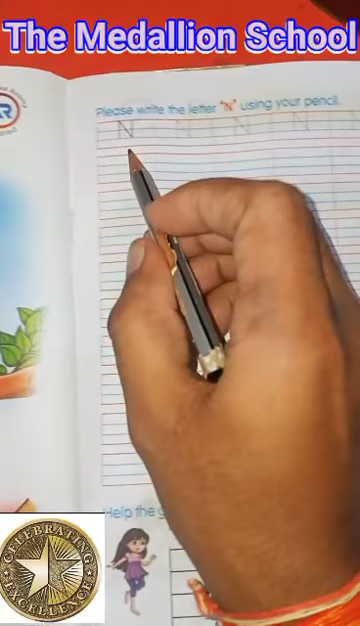 The Medallion School
Please write the letter "N" using your pencil.
N N N N
Help the
CELEBRATING
EXCELLENCE